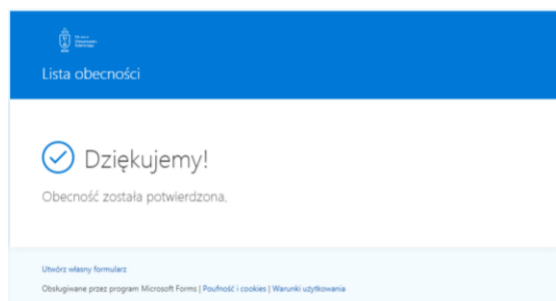 Lista obecności
Dziękujemy!
Obecność została potwierdzona.
Utwórz własny formularz
Obsługiwane przez program Microsoft Forms | Poufność i cookies | Warunki użytkowania